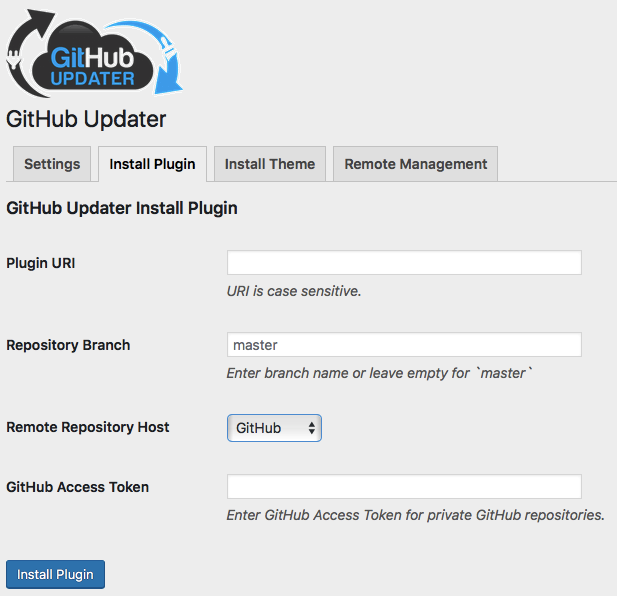 GitHub
UPDATER
GitHub Updater
Settings Install Plugin Install Theme Remote Management
GitHub Updater Install Plugin
Plugin URI
URI is case sensitive.
Repository Branch master
Enter branch name or leave empty for `master`
Remote Repository Host GitHub
GitHub Access Token
Enter GitHub Access Token for private GitHub repositories.
Install Plugin